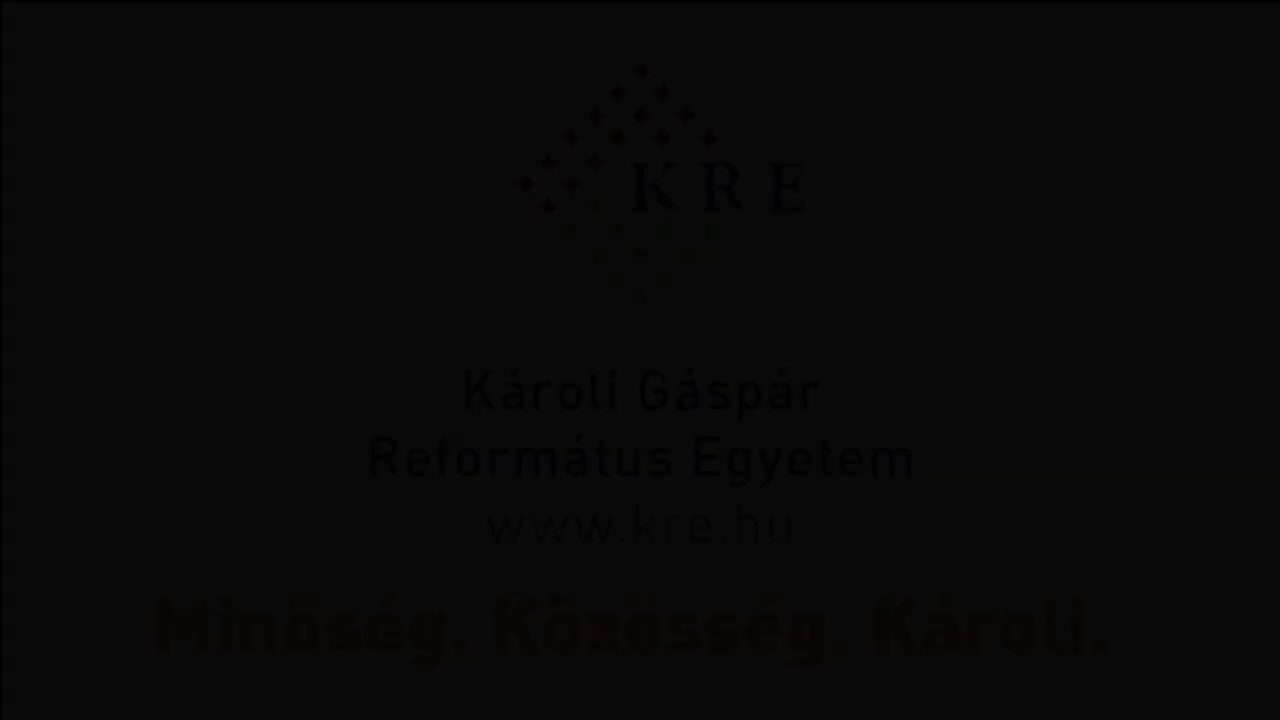 KRE
Károli Gáspár
Református Egyetem
www.kre.hu
Minőség. Közösség. Károli.